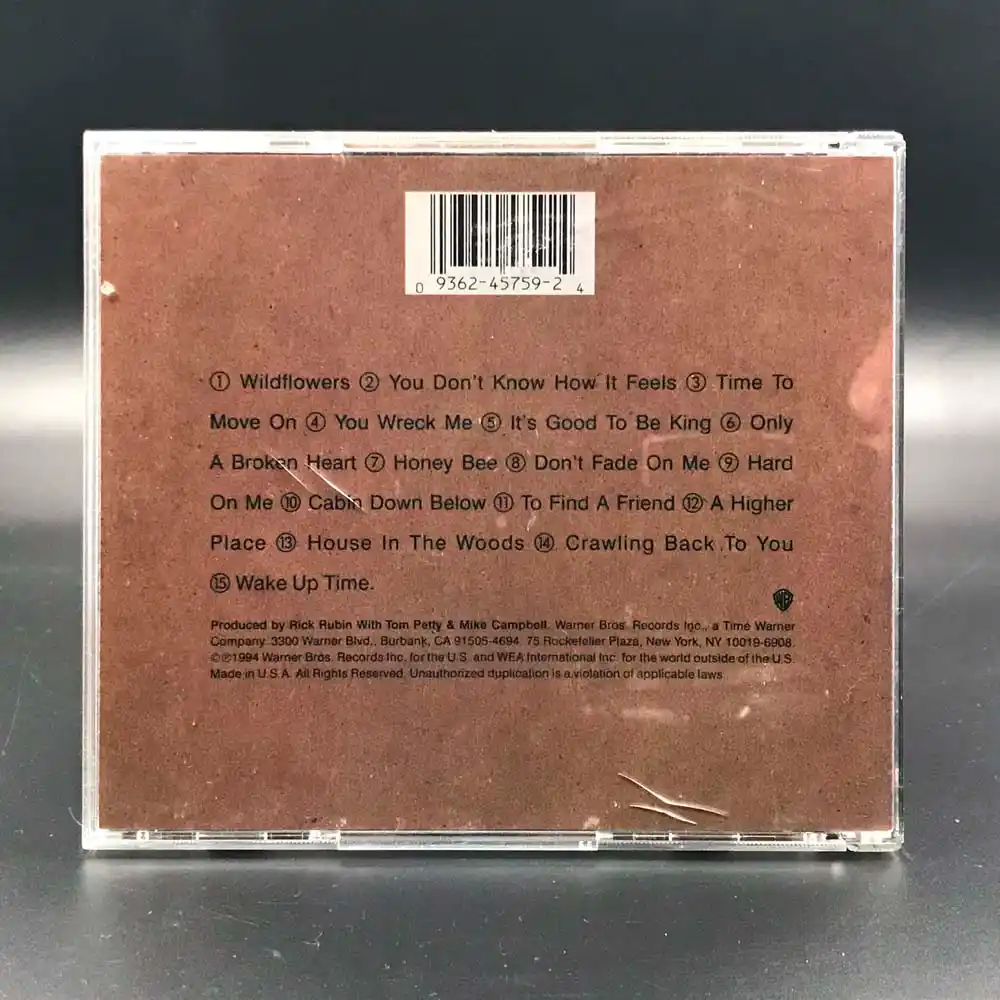 0 9362-45759-2 4
① Wildflowers ② You Don't Know How It Feels ③ Time To
Move On ④ You Wreck Me ⑤ It's Good To Be King ⑥ Only
A Broken Heart ⑦ Honey Bee ⑧ Don't Fade On Me ⑨ Hard
On Me ⑩ Cabin Down Below ⑪ To Find A Friend ⑫ A Higher
Place ⑬ House In The Woods ⑭ Crawling Back To You
⑮ Wake Up Time.
WB
Produced by Rick Rubin With Tom Petty & Mike Campbell. Warner Bros. Records Inc., a Time Warner
Company. 3300 Warner Blvd., Burbank, CA 91505-4694. 75 Rockefeller Plaza, New York, NY 10019-6908.
©℗1994 Warner Bros. Records Inc. for the U.S. and WEA International Inc. for the world outside of the U.S.
Made in U.S.A. All Rights Reserved. Unauthorized duplication is a violation of applicable laws.